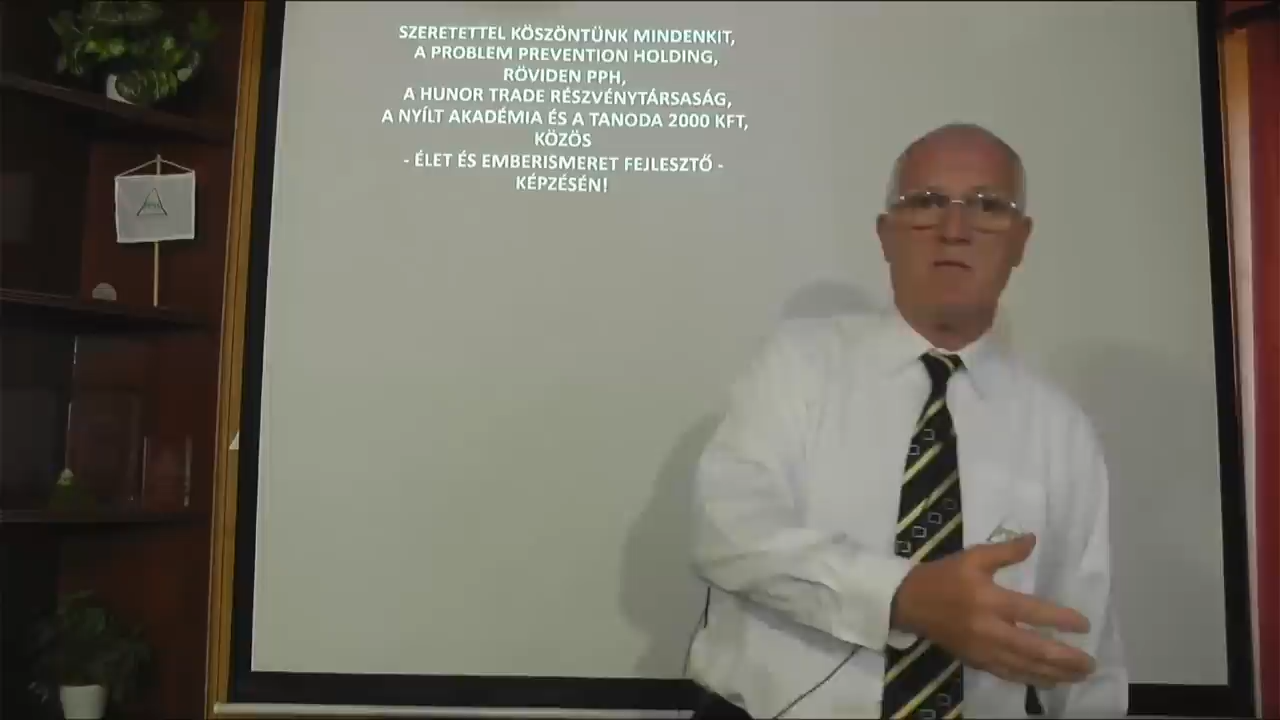 SZERETETTEL KÖSZÖNTÜNK MINDENKIT,
A PROBLEM PREVENTION HOLDING,
RÖVIDEN PPH,
A HUNOR TRADE RÉSZVÉNYTÁRSASÁG,
A NYÍLT AKADÉMIA ÉS A TANODA 2000 KFT,
KÖZÖS
- ÉLET ÉS EMBERISMERET FEJLESZTŐ -
KÉPZÉSÉN!